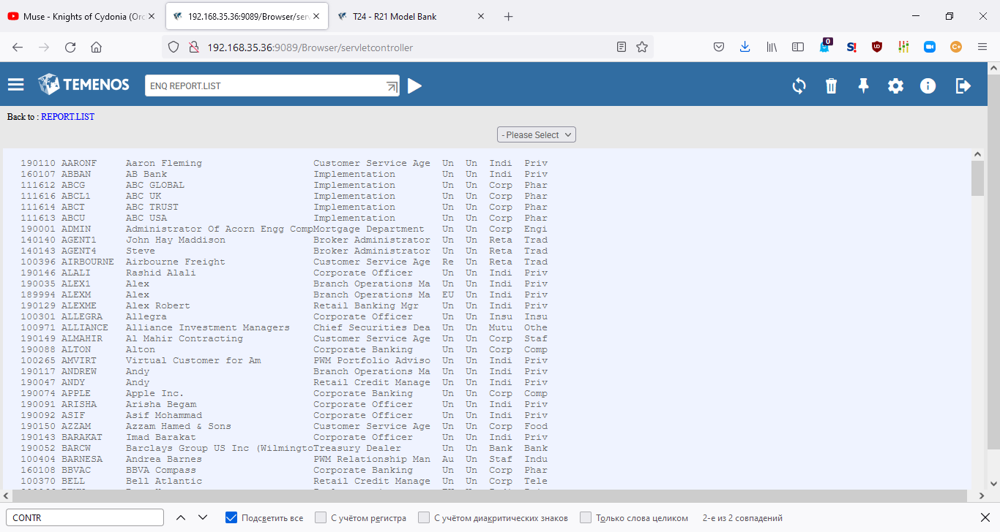 Muse - Knights of Cydonia (Orc
192.168.35.36:9089/Browser/serv
T24 - R21 Model Bank
192.168.35.36:9089/Browser/servletcontroller
0
S!
UD
C+
TEMENOS
ENQ REPORT.LIST
Back to : REPORT.LIST
- Please Select
190110 AARONF Aaron Fleming Customer Service Age Un Un Indi Priv
160107 ABBAN AB Bank Implementation Un Un Indi Priv
111612 ABCG ABC GLOBAL Implementation Un Un Corp Phar
111616 ABCL1 ABC UK Implementation Un Un Corp Phar
111614 ABCT ABC TRUST Implementation Un Un Corp Phar
111613 ABCU ABC USA Implementation Un Un Corp Phar
190001 ADMIN Administrator Of Acorn Engg CompMortgage Department Un Un Corp Engi
140140 AGENT1 John Hay Maddison Broker Administrator Un Un Reta Trad
140143 AGENT4 Steve Broker Administrator Un Un Reta Trad
100396 AIRBOURNE Airbourne Freight Customer Service Age Re Un Reta Trad
190146 ALALI Rashid Alali Corporate Officer Un Un Indi Priv
190035 ALEX1 Alex Branch Operations Ma Un Un Indi Priv
189994 ALEXM Alex Branch Operations Ma EU Un Indi Priv
190129 ALEXME Alex Robert Retail Banking Mgr Un Un Indi Priv
100301 ALLEGRA Allegra Corporate Officer Un Un Insu Insu
100971 ALLIANCE Alliance Investment Managers Chief Securities Dea Un Un Mutu Othe
190149 ALMAHIR Al Mahir Contracting Customer Service Age Un Un Corp Staf
190088 ALTON Alton Corporate Banking Un Un Corp Comp
100265 AMVIRT Virtual Customer for Am PWM Portfolio Adviso Un Un Indi Priv
190117 ANDREW Andy Branch Operations Ma Un Un Indi Priv
190047 ANDY Andy Retail Credit Manage Un Un Indi Priv
190074 APPLE Apple Inc. Corporate Banking Un Un Corp Comp
190091 ARISHA Arisha Begam Corporate Officer Un Un Indi Priv
190092 ASIF Asif Mohammad Corporate Officer Un Un Indi Priv
190150 AZZAM Azzam Hamed & Sons Customer Service Age Un Un Corp Food
190143 BARAKAT Imad Barakat Corporate Officer Un Un Indi Priv
190052 BARCW Barclays Group US Inc (WilmingtoTreasury Dealer Un Un Bank Bank
100404 BARNESA Andrea Barnes PWM Relationship Man Au Un Staf Indu
160108 BBVAC BBVA Compass Corporate Banking Un Un Corp Phar
100370 BELL Bell Atlantic Retail Credit Manage Un Un Corp Tele
CONTR
Подсветить все
С учётом регистра
С учётом диакритических знаков
Только слова целиком
2-е из 2 совпадений